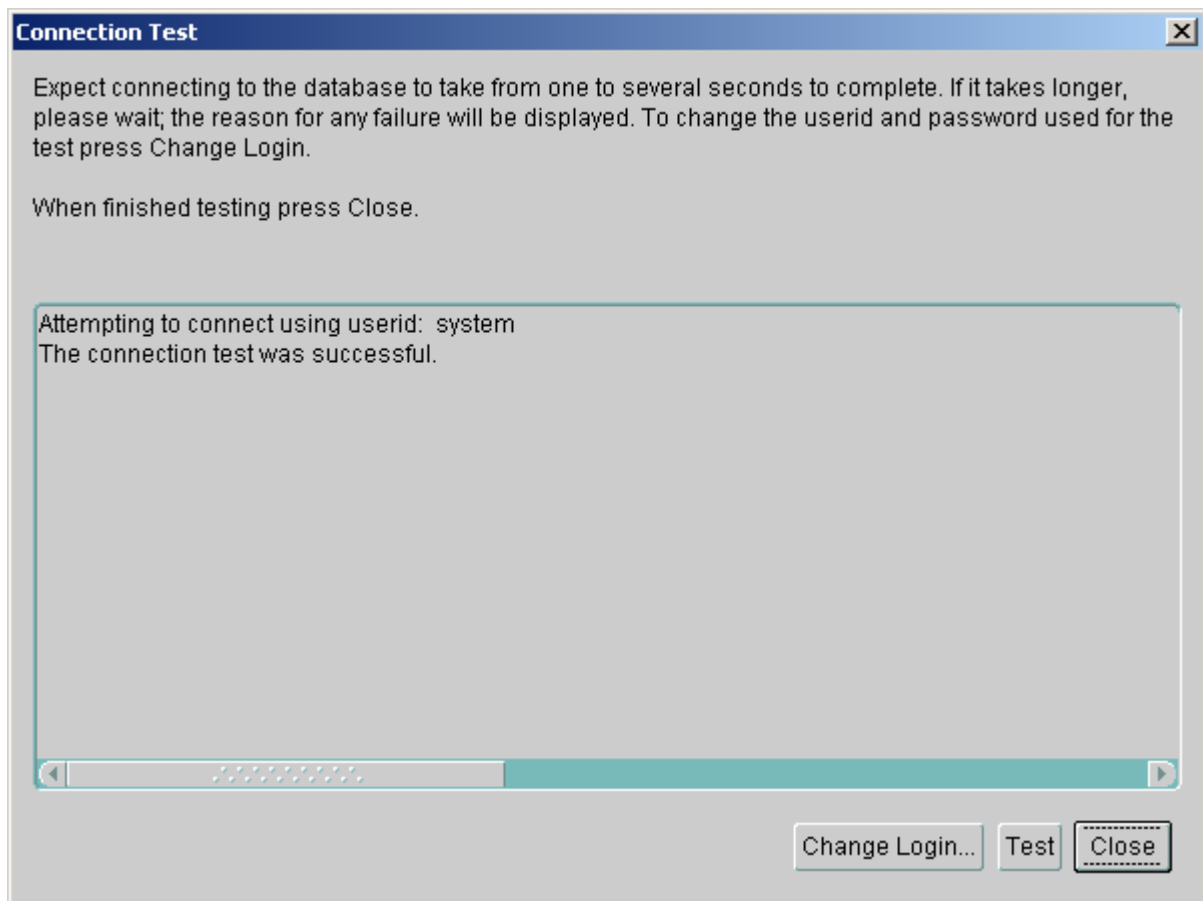 Connection Test
Expect connecting to the database to take from one to several seconds to complete. If it takes longer,
please wait; the reason for any failure will be displayed. To change the userid and password used for the
test press Change Login.
When finished testing press Close.
Attempting to connect using userid:  system
The connection test was successful.
Change Login... Test Close